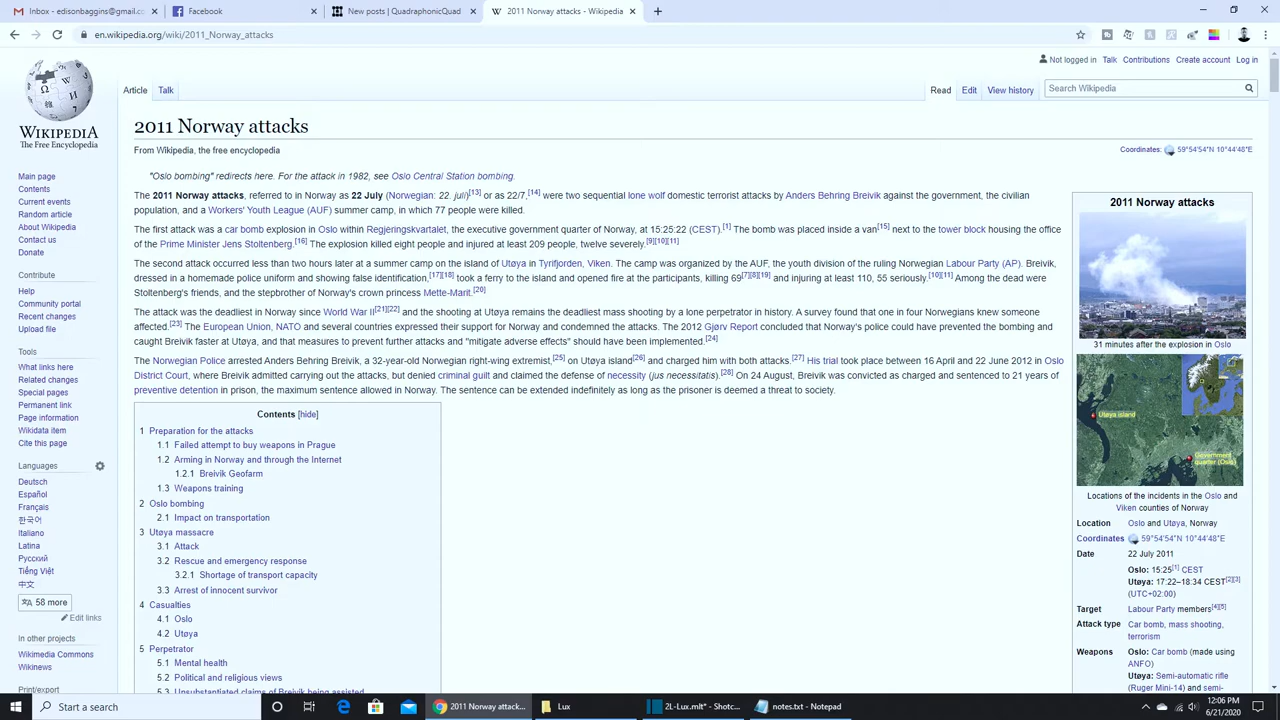 Inbox - edisonbaggins@gmail.co
Facebook
New posts | QuadraphonicQuad
2011 Norway attacks - Wikipedia
en.wikipedia.org/wiki/2011_Norway_attacks
Not logged in Talk Contributions Create account Log in
Article Talk
Read Edit View history Search Wikipedia
WIKIPEDIA
The Free Encyclopedia
Main page
Contents
Current events
Random article
About Wikipedia
Contact us
Donate
Contribute
Help
Community portal
Recent changes
Upload file
Tools
What links here
Related changes
Special pages
Permanent link
Page information
Wikidata item
Cite this page
Languages
Deutsch
Español
Français
한국어
Italiano
Latina
Русский
Tiếng Việt
中文
58 more
Edit links
In other projects
Wikimedia Commons
Wikinews
Print/export
2011 Norway attacks
From Wikipedia, the free encyclopedia
Coordinates: 59°54′54″N 10°44′48″E
"Oslo bombing" redirects here. For the attack in 1982, see Oslo Central Station bombing.
The 2011 Norway attacks, referred to in Norway as 22 July (Norwegian: 22. juli)[13] or as 22/7,[14] were two sequential lone wolf domestic terrorist attacks by Anders Behring Breivik against the government, the civilian
population, and a Workers' Youth League (AUF) summer camp, in which 77 people were killed.
The first attack was a car bomb explosion in Oslo within Regjeringskvartalet, the executive government quarter of Norway, at 15:25:22 (CEST).[1] The bomb was placed inside a van[15] next to the tower block housing the office
of the Prime Minister Jens Stoltenberg.[16] The explosion killed eight people and injured at least 209 people, twelve severely.[9][10][11]
The second attack occurred less than two hours later at a summer camp on the island of Utøya in Tyrifjorden, Viken. The camp was organized by the AUF, the youth division of the ruling Norwegian Labour Party (AP). Breivik,
dressed in a homemade police uniform and showing false identification,[17][18] took a ferry to the island and opened fire at the participants, killing 69[7][8][19] and injuring at least 110, 55 seriously.[10][11] Among the dead were
Stoltenberg's friends, and the stepbrother of Norway's crown princess Mette-Marit.[20]
The attack was the deadliest in Norway since World War II[21][22] and the shooting at Utøya remains the deadliest mass shooting by a lone perpetrator in history. A survey found that one in four Norwegians knew someone
affected.[23] The European Union, NATO and several countries expressed their support for Norway and condemned the attacks. The 2012 Gjørv Report concluded that Norway's police could have prevented the bombing and
caught Breivik faster at Utøya, and that measures to prevent further attacks and "mitigate adverse effects" should have been implemented.[24]
The Norwegian Police arrested Anders Behring Breivik, a 32-year-old Norwegian right-wing extremist,[25] on Utøya island[26] and charged him with both attacks.[27] His trial took place between 16 April and 22 June 2012 in Oslo
District Court, where Breivik admitted carrying out the attacks, but denied criminal guilt and claimed the defense of necessity (jus necessitatis).[28] On 24 August, Breivik was convicted as charged and sentenced to 21 years of
preventive detention in prison, the maximum sentence allowed in Norway. The sentence can be extended indefinitely as long as the prisoner is deemed a threat to society.
Contents [hide]
1 Preparation for the attacks
1.1 Failed attempt to buy weapons in Prague
1.2 Arming in Norway and through the Internet
1.2.1 Breivik Geofarm
1.3 Weapons training
2 Oslo bombing
2.1 Impact on transportation
3 Utøya massacre
3.1 Attack
3.2 Rescue and emergency response
3.2.1 Shortage of transport capacity
3.3 Arrest of innocent survivor
4 Casualties
4.1 Oslo
4.2 Utøya
5 Perpetrator
5.1 Mental health
5.2 Political and religious views
5.3 Unsubstantiated claims of Breivik being assisted
2011 Norway attacks
31 minutes after the explosion in Oslo
Utøya island
Government
quarter (Oslo)
Locations of the incidents in the Oslo and
Viken counties of Norway
Location Oslo and Utøya, Norway
Coordinates 59°54′54″N 10°44′48″E
Date 22 July 2011
Oslo: 15:25[1] CEST
Utøya: 17:22–18:34 CEST[2][3]
(UTC+02:00)
Target Labour Party members[4][5]
Attack type Car bomb, mass shooting,
terrorism
Weapons Oslo: Car bomb (made using
ANFO)
Utøya: Semi-automatic rifle
(Ruger Mini-14) and semi-
Start a search
2011 Norway attack...
Lux
2L-Lux.mlt* - Shotc...
notes.txt - Notepad
12:06 PM
6/21/2020